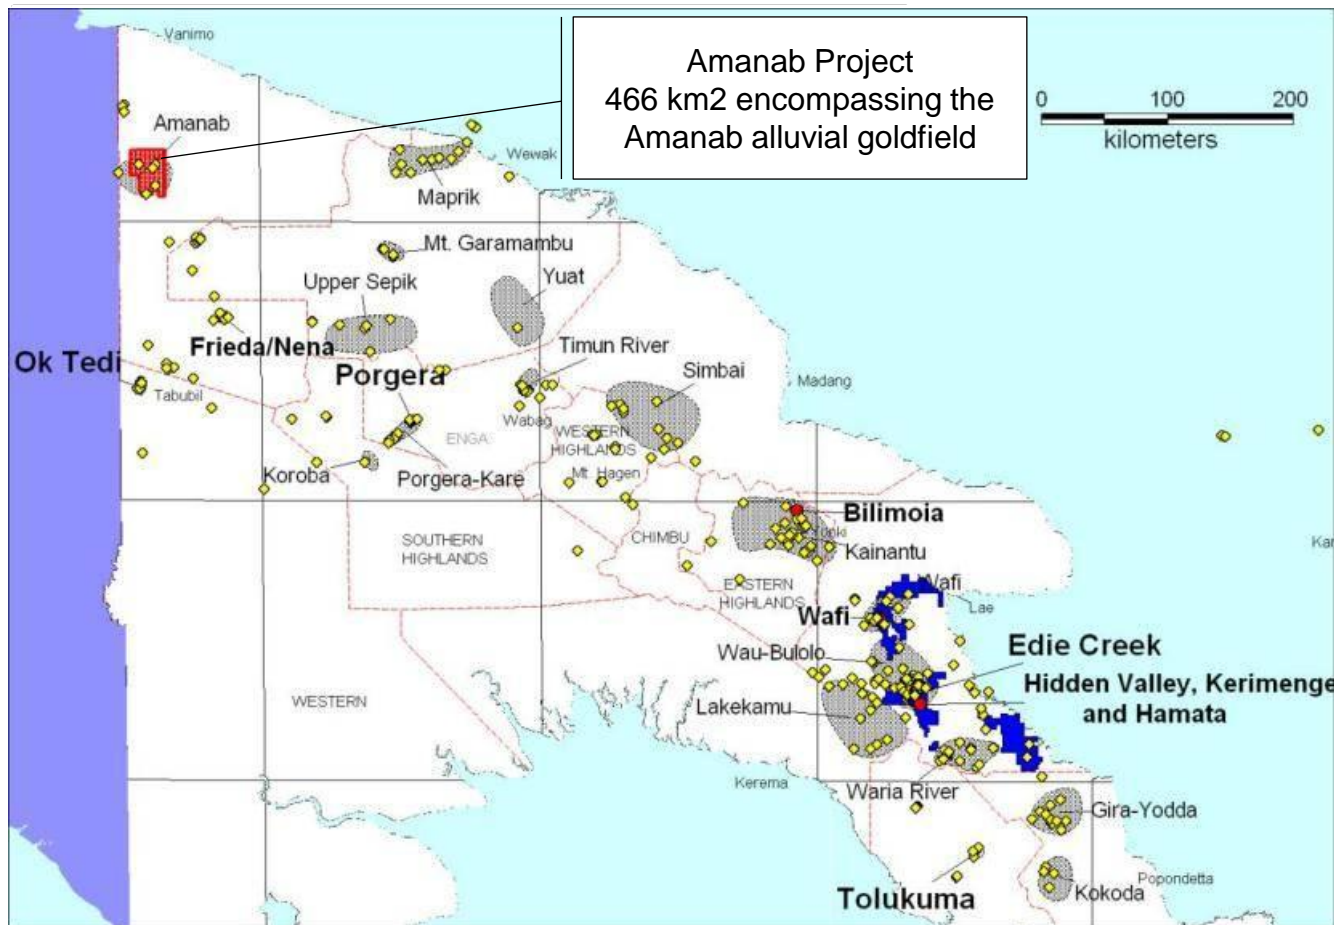 Vanimo
Amanab Project
466 km2 encompassing the
Amanab alluvial goldfield
0 100 200
kilometers
Amanab
Wewak
Maprik
Mt. Garamambu
Upper Sepik
Yuat
Frieda/Nena
Timun River
Ok Tedi
Porgera
Simbai
Madang
Tabubil
Wabag
ENGA
WESTERN
HIGHLANDS
Koroba
Porgera-Kare
Mt Hagen
Bilimoia
SOUTHERN
HIGHLANDS
CHIMBU
Kainantu
Kar
EASTERN
HIGHLANDS
Wafi
Wafi
Lae
Wau-Bulolo
Edie Creek
Hidden Valley, Kerimenge
and Hamata
WESTERN
Lakekamu
Kerema
Waria River
Gira-Yodda
Tolukuma
Kokoda
Popondetta